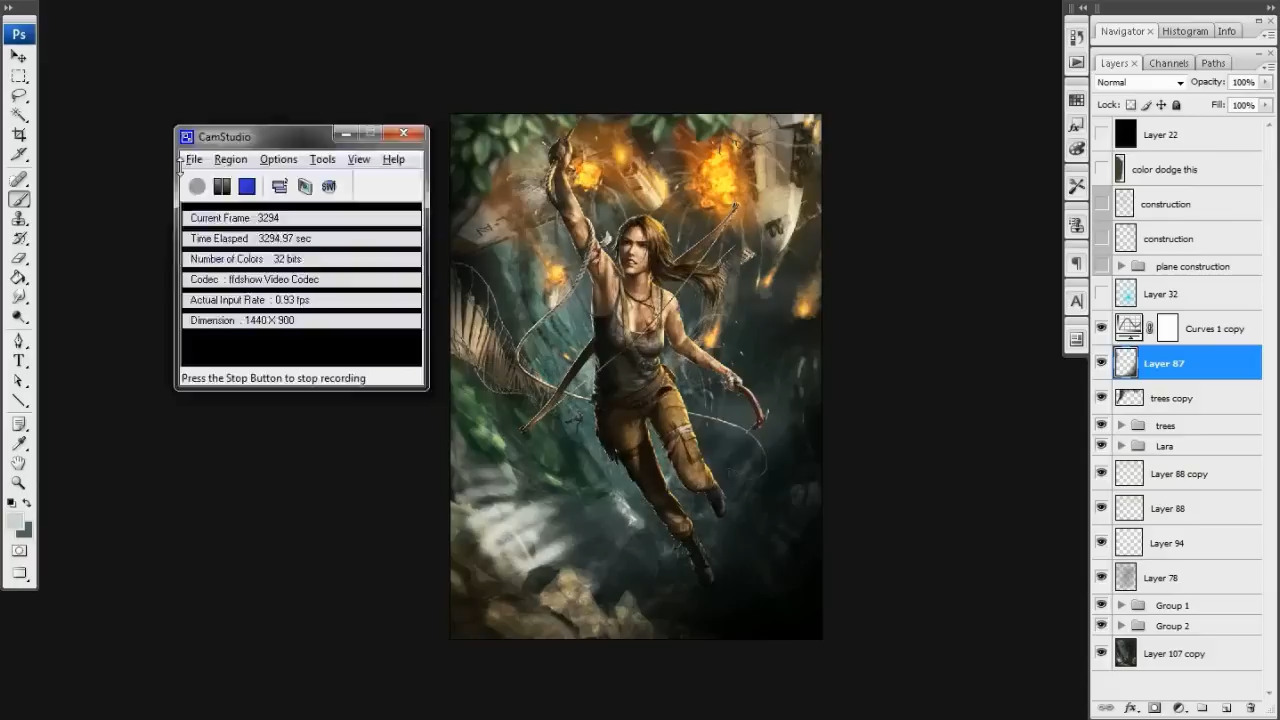 Ps
CamStudio
File Region Options Tools View Help
Current Frame : 3294
Time Elasped : 3294.97 sec
Number of Colors : 32 bits
Codec : ffdshow Video Codec
Actual Input Rate : 0.93 fps
Dimension : 1440 X 900
Press the Stop Button to stop recording
Navigator × Histogram Info
Layers × Channels Paths
Normal Opacity: 100%
Lock: Fill: 100%
Layer 22
color dodge this
construction
construction
plane construction
Layer 32
Curves 1 copy
Layer 87
trees copy
trees
Lara
Layer 88 copy
Layer 88
Layer 94
Layer 78
Group 1
Group 2
Layer 107 copy